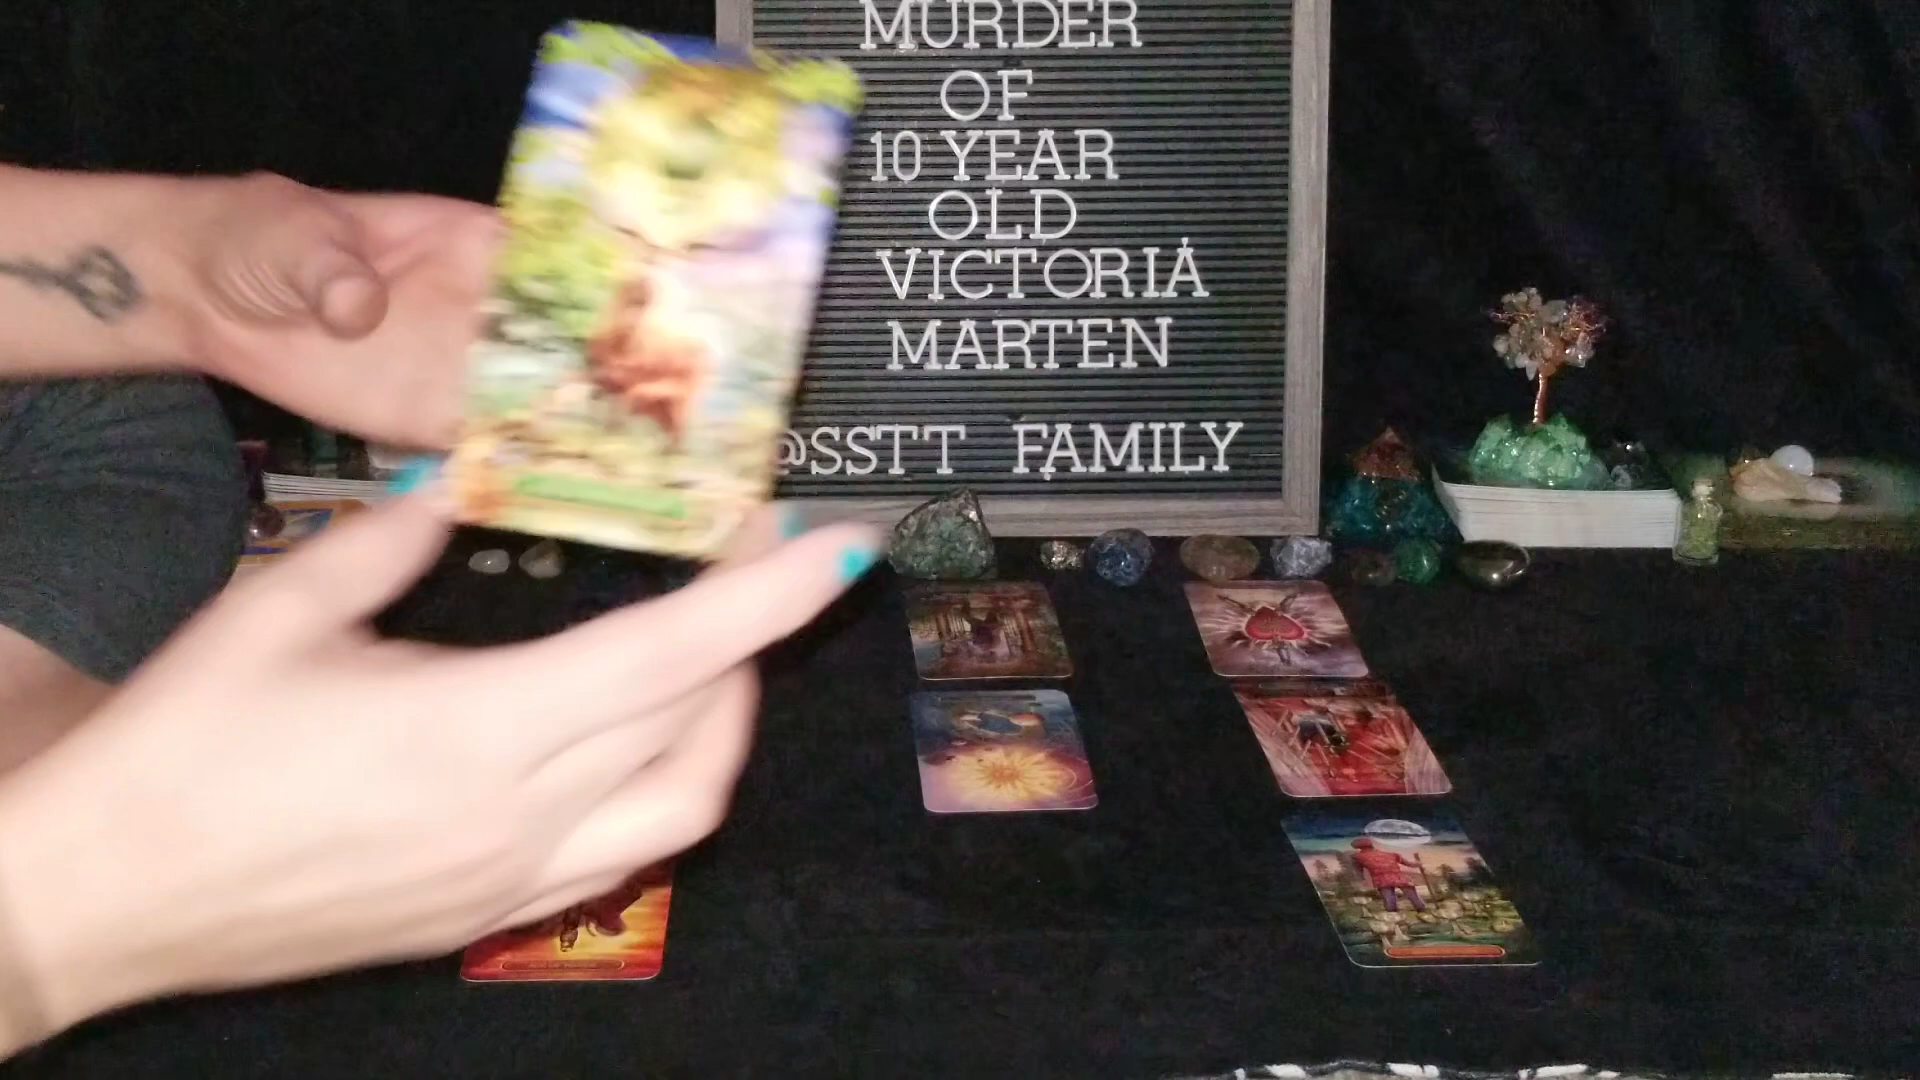 MURDER
OF
10 YEAR
OLD
VICTORIA
MARTEN
@SSTT FAMILY